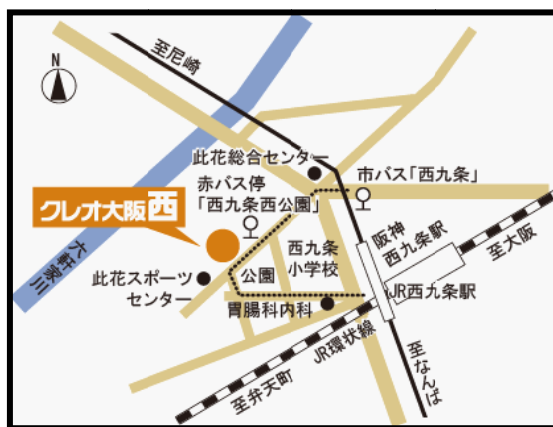 至尼崎
N
此花総合センター
赤バス停
「西九条西公園」
市バス「西九条」
クレオ大阪西
阪神
西九条駅
至大阪
六軒家川
西九条
小学校
公園
此花スポーツ
センター
JR西九条駅
胃腸科内科
JR環状線
至弁天町
至なんば